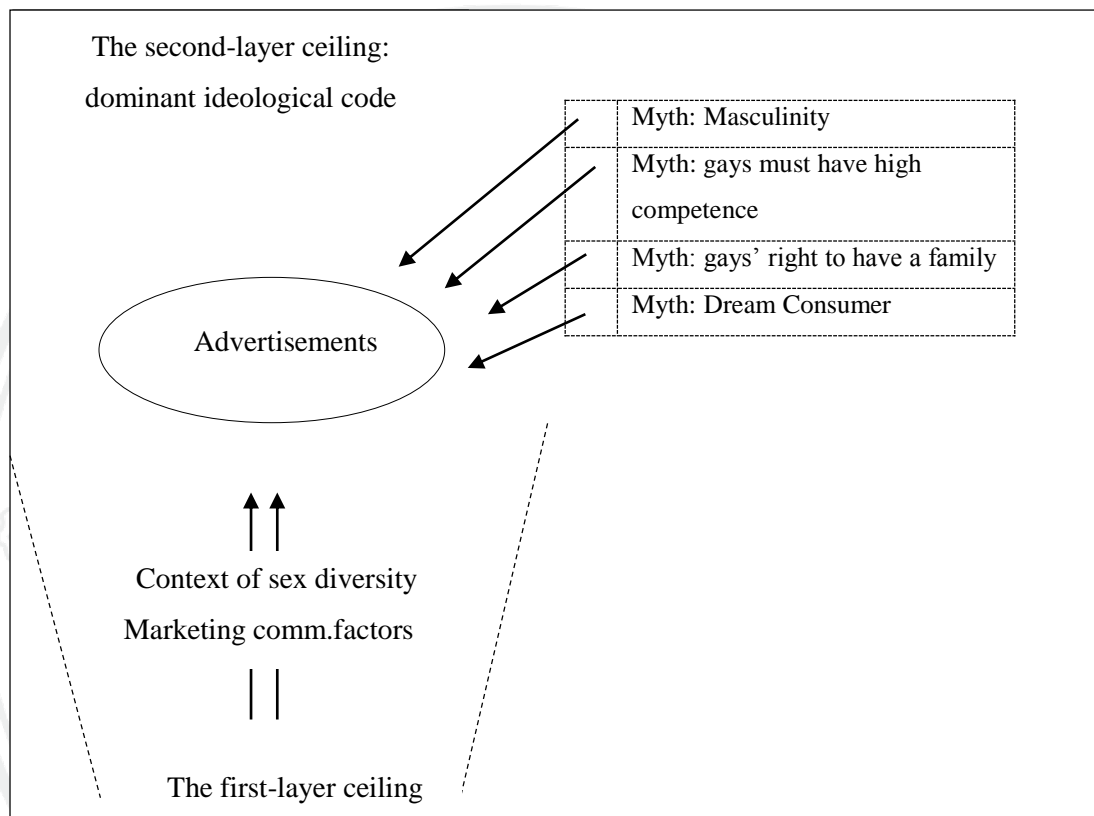 The second-layer ceiling:
dominant ideological code
Myth: Masculinity
Myth: gays must have high
competence
Myth: gays’ right to have a family
Myth: Dream Consumer
Advertisements
Context of sex diversity
Marketing comm.factors
The first-layer ceiling